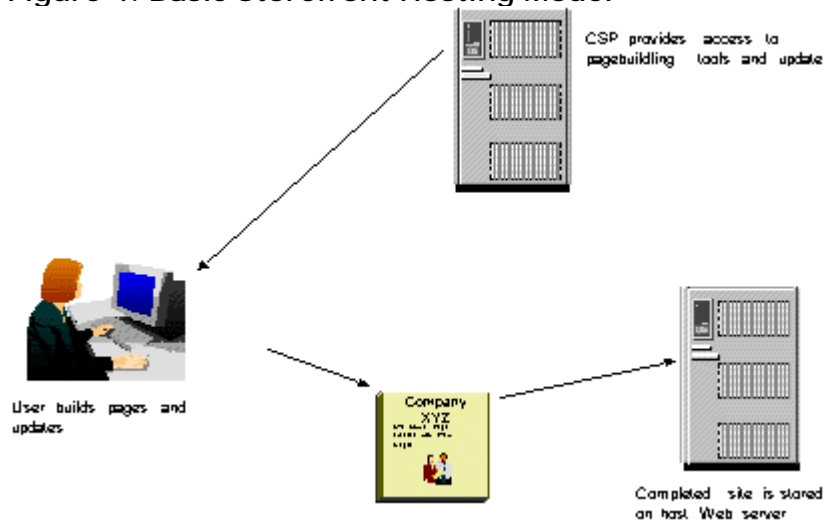 Figure 1. Basic Storefront Hosting Model
CSP provides access to
pagebuildling tools and update
User builds pages and
updates
Company
XYZ
Completed site is stored
on host Web server